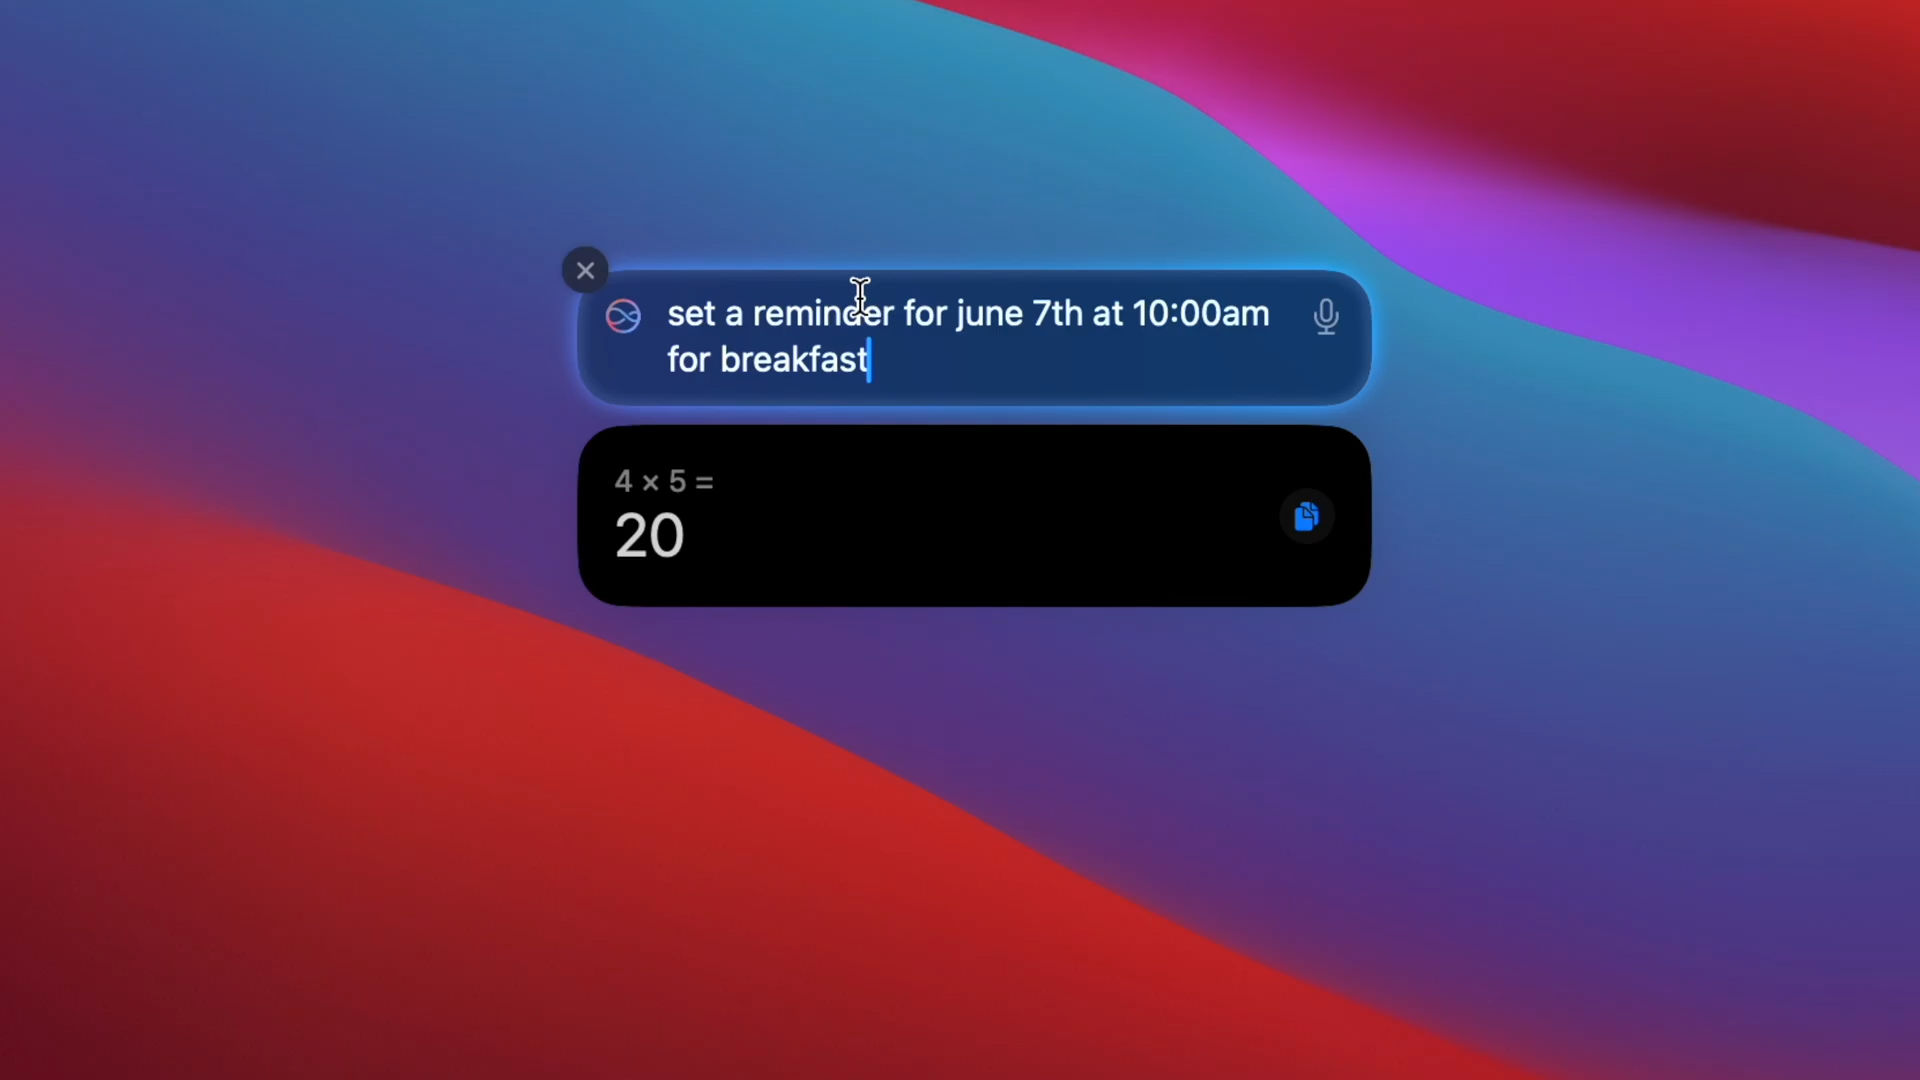 set a reminder for june 7th at 10:00am
for breakfast
4 × 5 =
20